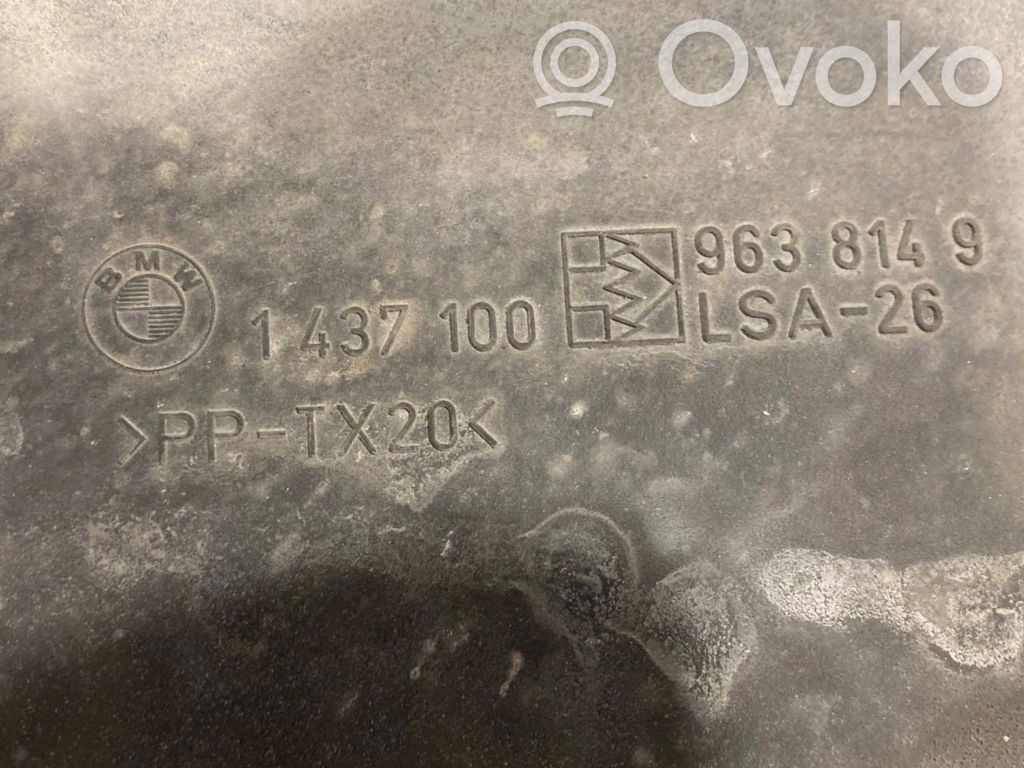 Ovoko
BMW
1 437 100
963 814 9
LSA-26
>PP-TX20<